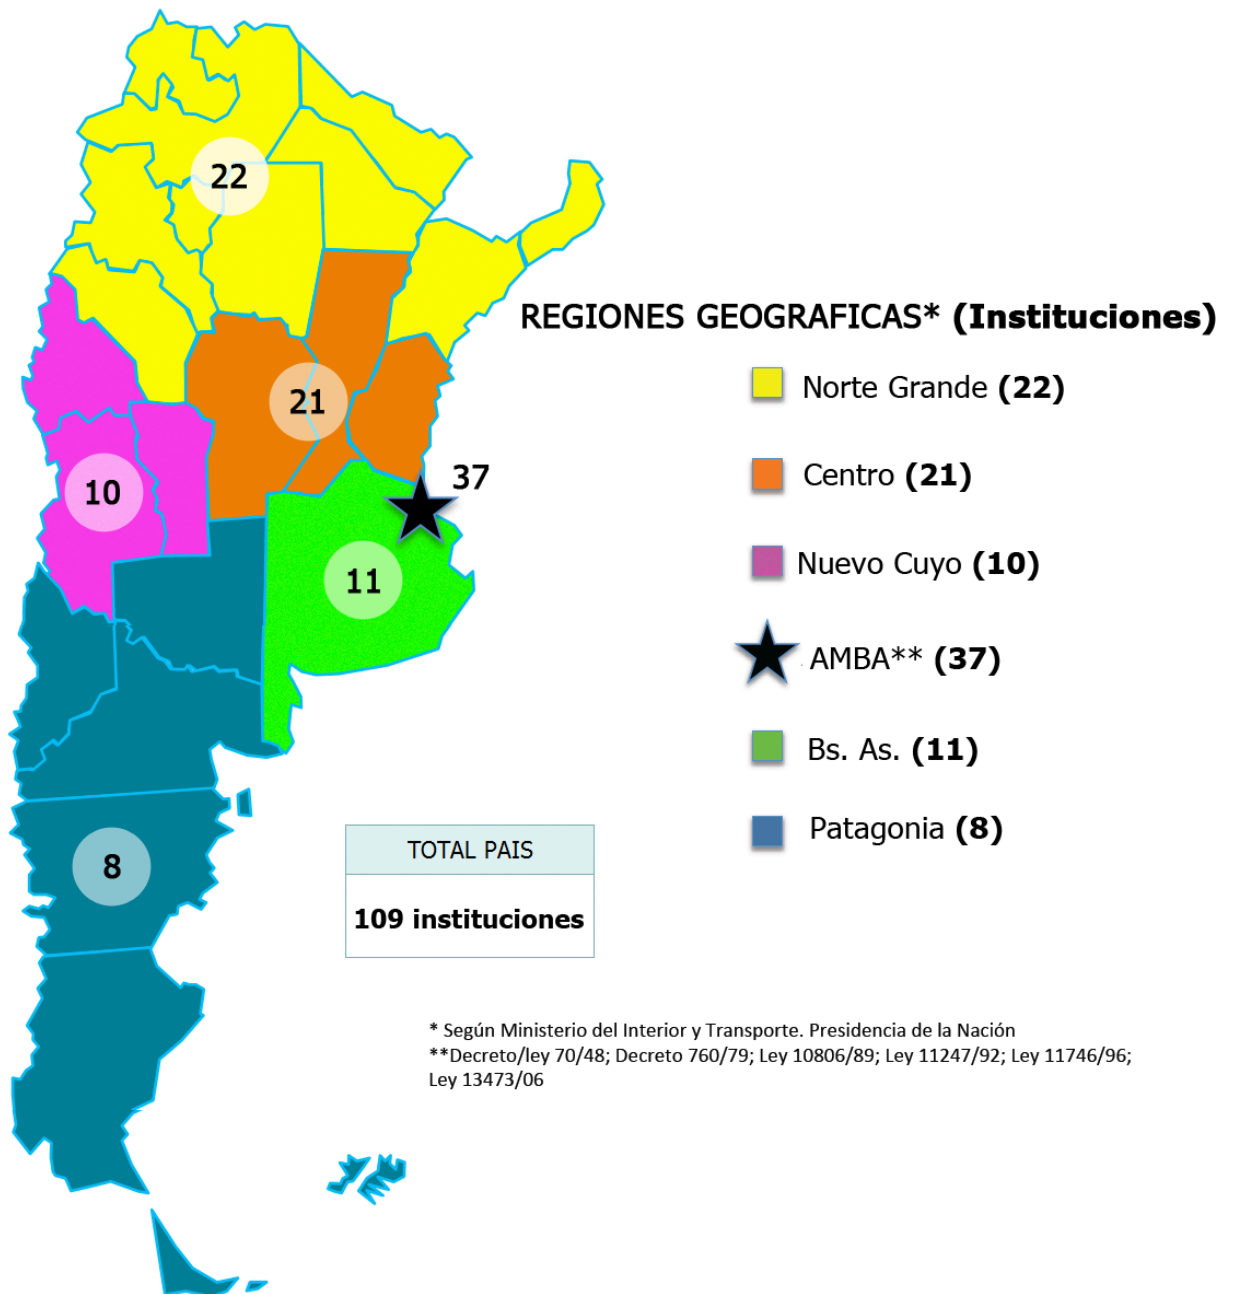 22
21
10
37
11
8
REGIONES GEOGRAFICAS* (Instituciones)
Norte Grande (22)
Centro (21)
Nuevo Cuyo (10)
AMBA** (37)
Bs. As. (11)
Patagonia (8)
TOTAL PAIS
109 instituciones
* Según Ministerio del Interior y Transporte. Presidencia de la Nación
**Decreto/ley 70/48; Decreto 760/79; Ley 10806/89; Ley 11247/92; Ley 11746/96;
Ley 13473/06